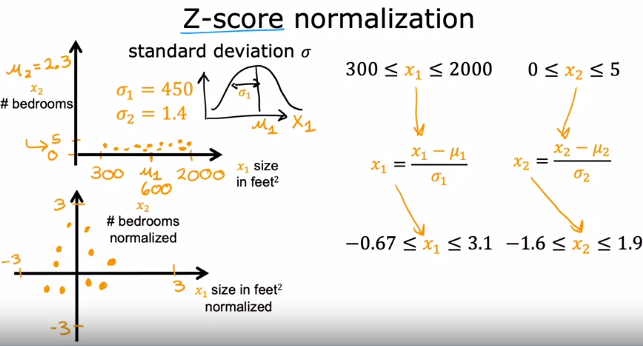 Z-score normalization
standard deviation σ
μ₂ = 2.3
x₂
# bedrooms
σ₁ = 450
σ₂ = 1.4
σ₁
μ₁ x₁
5
0
300 μ₁ 2000
600
x₁ size
in feet²
3
x₂
# bedrooms
normalized
-3
3
x₁ size in feet²
normalized
-3
300 ≤ x₁ ≤ 2000
0 ≤ x₂ ≤ 5
x₁ = (x₁ − μ₁)/σ₁
x₂ = (x₂ − μ₂)/σ₂
−0.67 ≤ x₁ ≤ 3.1
−1.6 ≤ x₂ ≤ 1.9